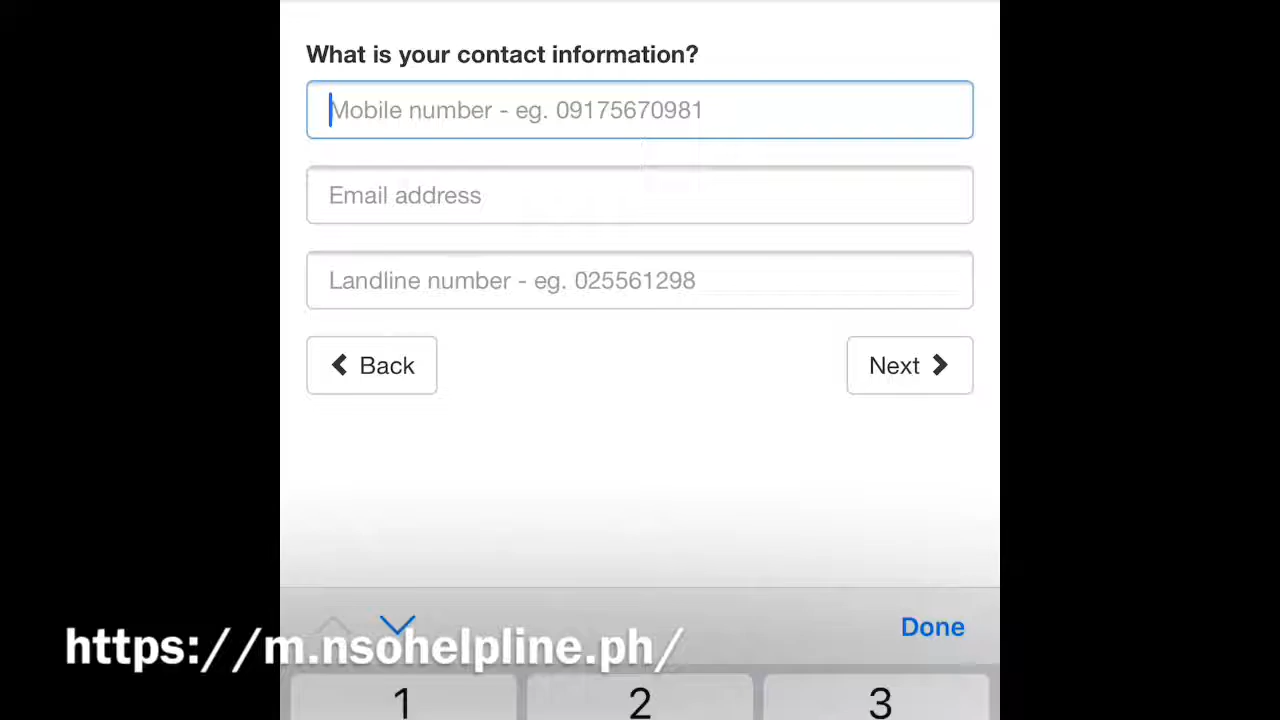 What is your contact information?
Mobile number - eg. 09175670981
Email address
Landline number - eg. 025561298
Back
Next
Done
https://m.nsohelpline.ph/
1 2 3